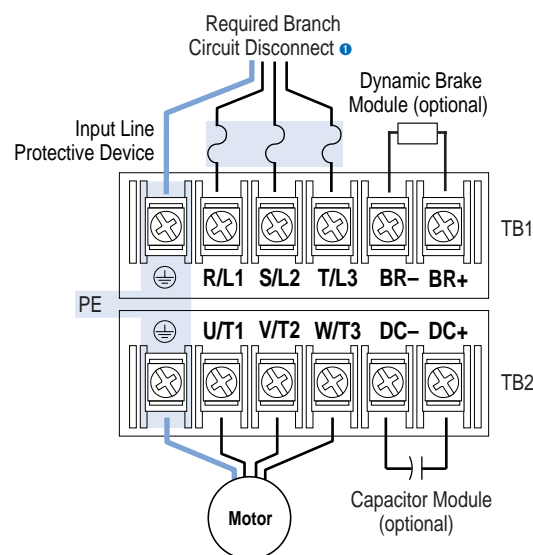 Required Branch
Circuit Disconnect ❶
Dynamic Brake
Module (optional)
Input Line
Protective Device
TB1
R/L1 S/L2 T/L3 BR– BR+
PE
U/T1 V/T2 W/T3 DC– DC+
TB2
Motor
Capacitor Module
(optional)